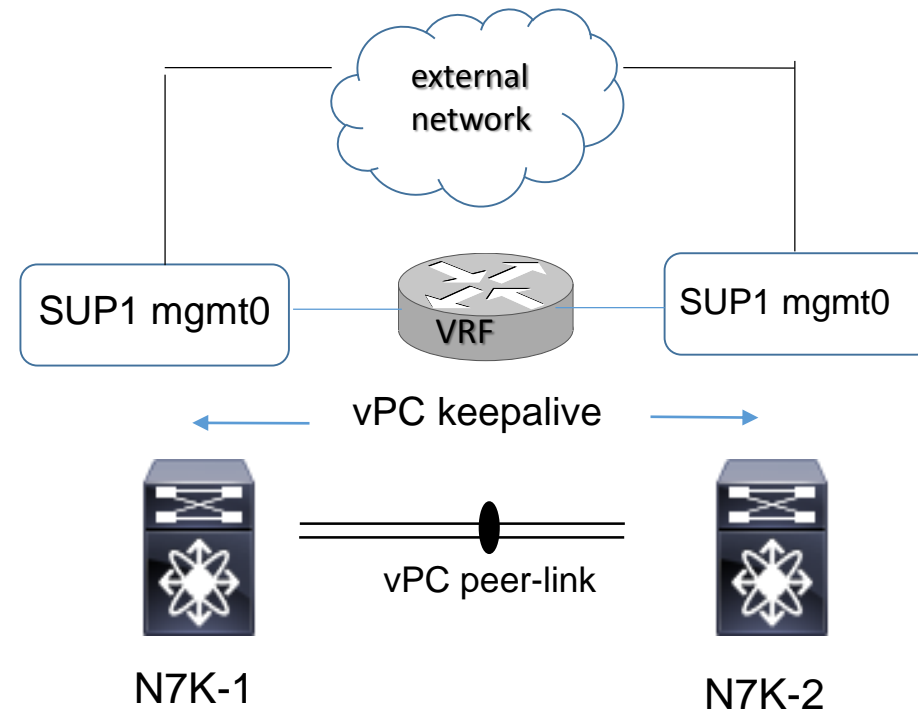 external
network
SUP1 mgmt0
VRF
SUP1 mgmt0
vPC keepalive
vPC peer-link
N7K-1
N7K-2